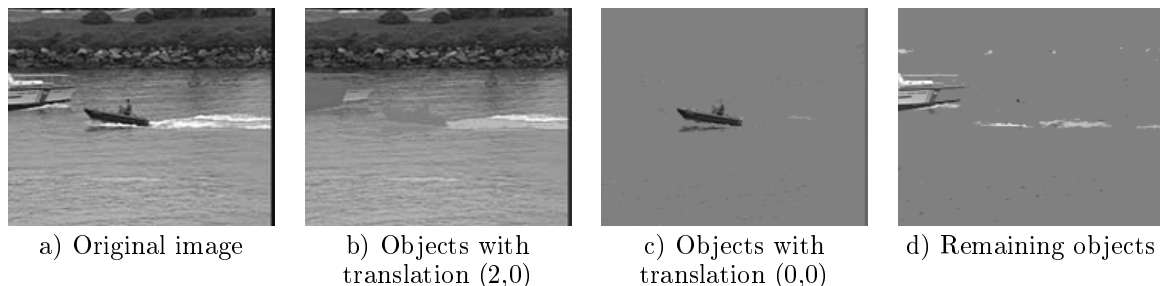 a) Original image
b) Objects with
translation (2,0)
c) Objects with
translation (0,0)
d) Remaining objects